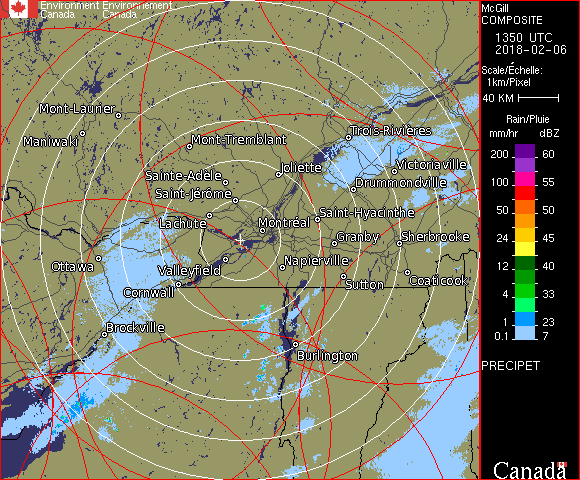 Environment Environnement
Canada Canada
McGill
COMPOSITE
1350 UTC
2018-02-06
Scale/Échelle:
1km/Pixel
40 KM
Rain/Pluie
mm/hr dBZ
200 60
100 55
50 50
24 45
12 40
4 33
1 23
0.1 7
PRECIPET
Canada
Mont-Laurier
Maniwaki
Mont-Tremblant
Trois-Rivières
Sainte-Adèle
Joliette
Victoriaville
Saint-Jérôme
Drummondville
Lachute
Montréal
Saint-Hyacinthe
Granby
Sherbrooke
Ottawa
Valleyfield
Napierville
Cornwall
Sutton
Coaticook
Brockville
Burlington